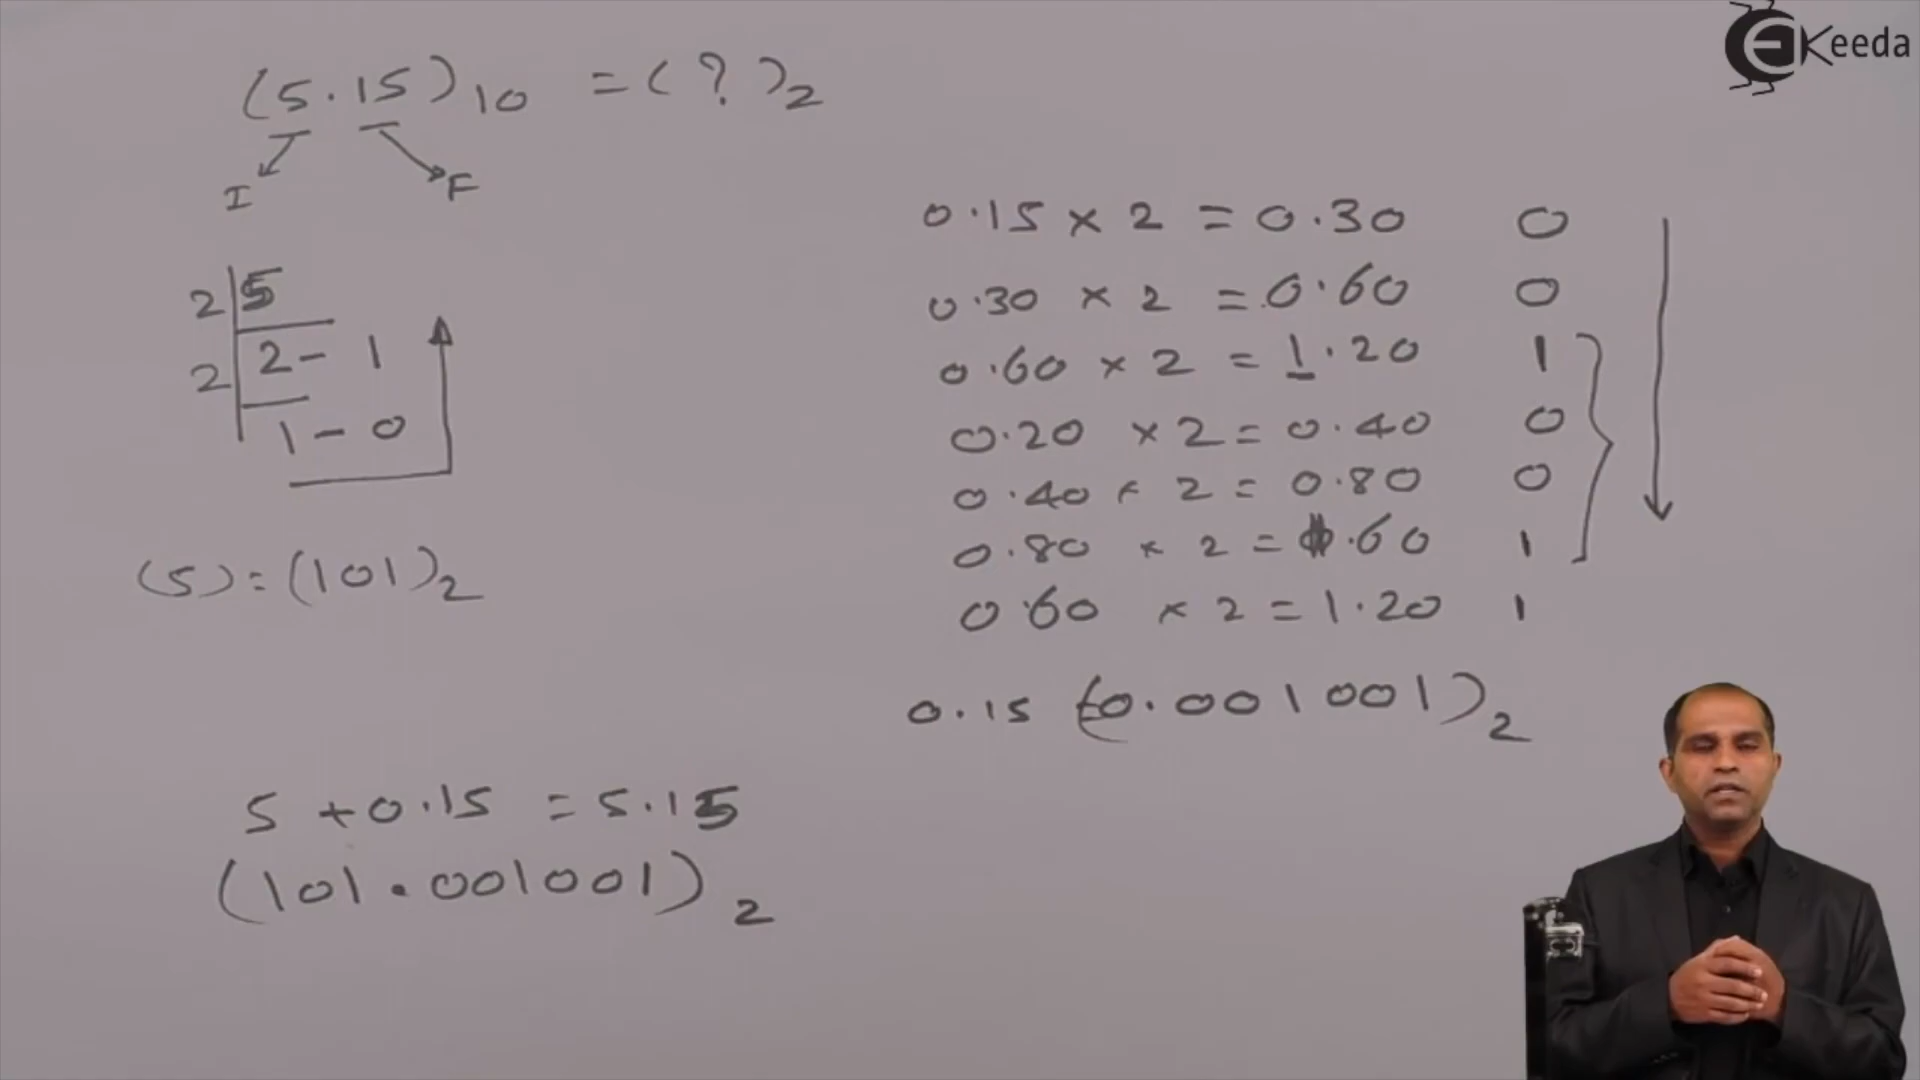 EKeeda
(5.15)10 = (?)2
I F
2 5
2 2 - 1
1 - 0
(5) = (101)2
0.15 × 2 = 0.30 0
0.30 × 2 = 0.60 0
0.60 × 2 = 1.20 1
0.20 × 2 = 0.40 0
0.40 × 2 = 0.80 0
0.80 × 2 = 1.60 1
0.60 × 2 = 1.20 1
0.15 (0.001001)2
5 + 0.15 = 5.15
(101.001001)2